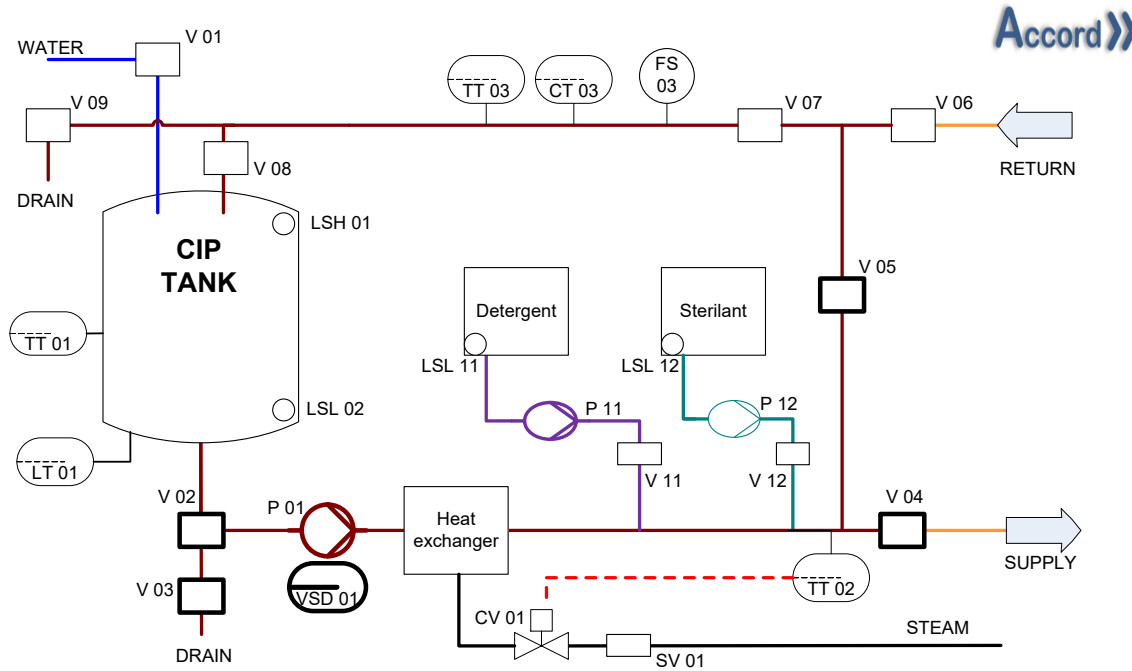 Accord
V 01
WATER
V 09
TT 03
CT 03
FS
03
V 07
V 06
RETURN
DRAIN
V 08
LSH 01
CIP
TANK
V 05
Detergent
Sterilant
TT 01
LSL 11
LSL 12
LSL 02
P 11
P 12
LT 01
V 11
V 12
V 02
P 01
Heat
exchanger
V 04
SUPPLY
V 03
VSD 01
TT 02
CV 01
STEAM
DRAIN
SV 01